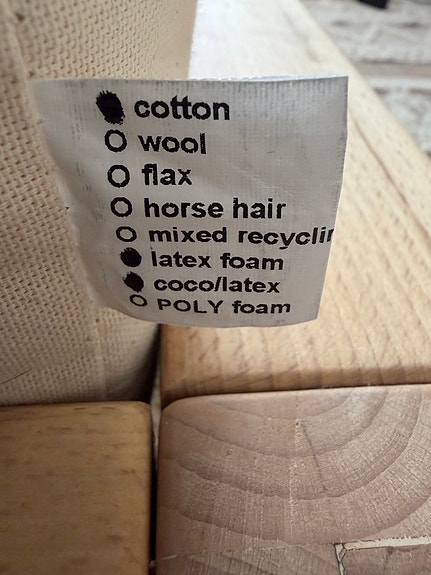 cotton
wool
flax
horse hair
mixed recyclin
latex foam
coco/latex
POLY foam